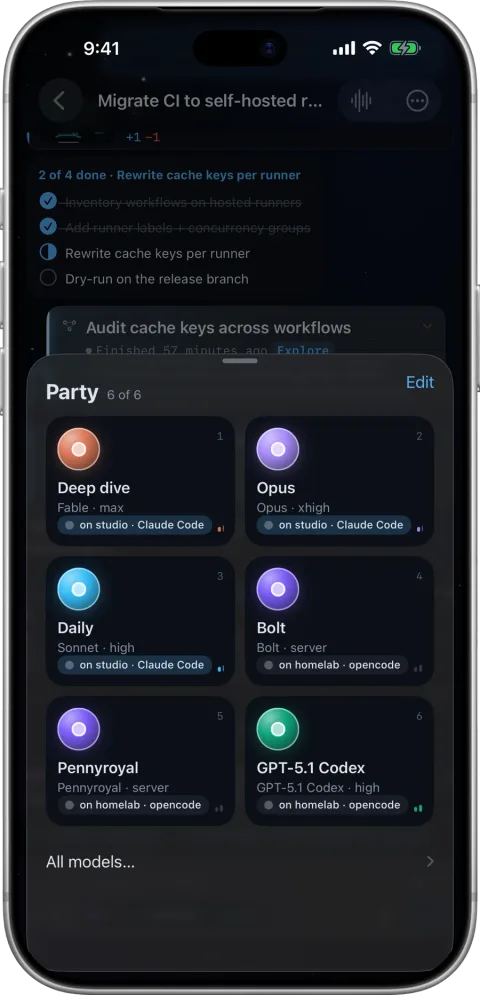 9:41
Migrate CI to self-hosted r...
+1 −1
2 of 4 done · Rewrite cache keys per runner
Inventory workflows on hosted runners
Add runner labels + concurrency groups
Rewrite cache keys per runner
Dry-run on the release branch
Audit cache keys across workflows
Finished 57 minutes ago Explore
Party 6 of 6
Edit
1
Deep dive
Fable · max
on studio · Claude Code
2
Opus
Opus · xhigh
on studio · Claude Code
3
Daily
Sonnet · high
on studio · Claude Code
4
Bolt
Bolt · server
on homelab · opencode
5
Pennyroyal
Pennyroyal · server
on homelab · opencode
6
GPT-5.1 Codex
GPT-5.1 Codex · high
on homelab · opencode
All models...